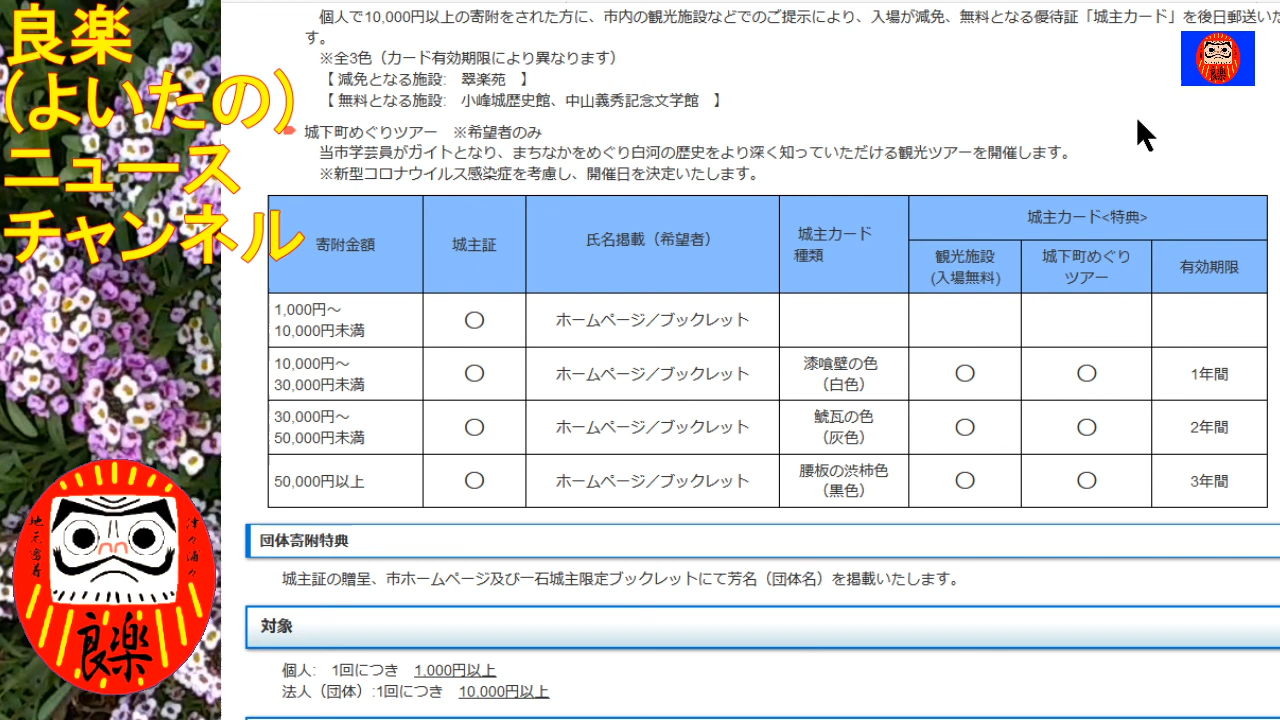 良楽
(よいたの)
ニュース
チャンネル
個人で10,000円以上の寄附をされた方に、市内の観光施設などでのご提示により、入場が減免、無料となる優待証「城主カード」を後日郵送いた
す。
※全3色（カード有効期限により異なります）
【 減免となる施設:　翠楽苑　】
【 無料となる施設:　小峰城歴史館、中山義秀記念文学館　】
城下町めぐりツアー　※希望者のみ
当市学芸員がガイトとなり、まちなかをめぐり白河の歴史をより深く知っていただける観光ツアーを開催します。
※新型コロナウイルス感染症を考慮し、開催日を決定いたします。
寄附金額　城主証　氏名掲載（希望者）　城主カード種類　城主カード<特典>
観光施設(入場無料)　城下町めぐりツアー　有効期限
1,000円～10,000円未満　〇　ホームページ／ブックレット
10,000円～30,000円未満　〇　ホームページ／ブックレット　漆喰壁の色（白色）　〇　〇　1年間
30,000円～50,000円未満　〇　ホームページ／ブックレット　鯱瓦の色（灰色）　〇　〇　2年間
50,000円以上　〇　ホームページ／ブックレット　腰板の渋柿色（黒色）　〇　〇　3年間
団体寄附特典
城主証の贈呈、市ホームページ及び一石城主限定ブックレットにて芳名（団体名）を掲載いたします。
対象
個人:　1回につき　1,000円以上
法人（団体）:1回につき　10,000円以上
良楽